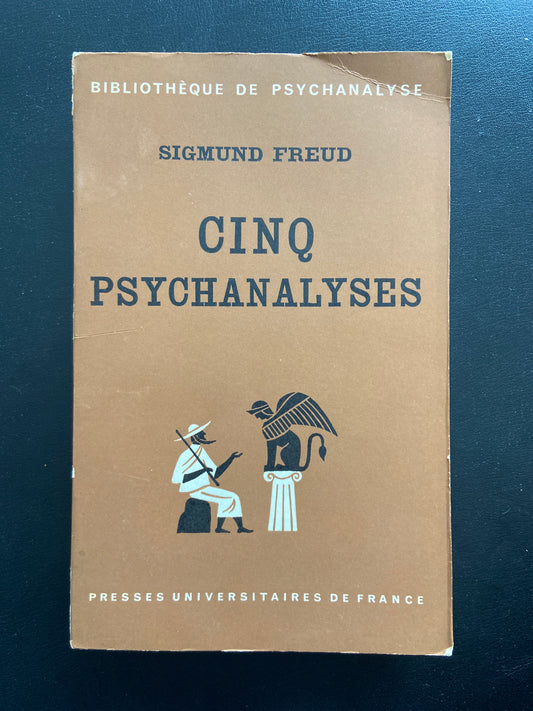 BIBLIOTHÈQUE DE PSYCHANALYSE
SIGMUND FREUD
CINQ
PSYCHANALYSES
PRESSES UNIVERSITAIRES DE FRANCE